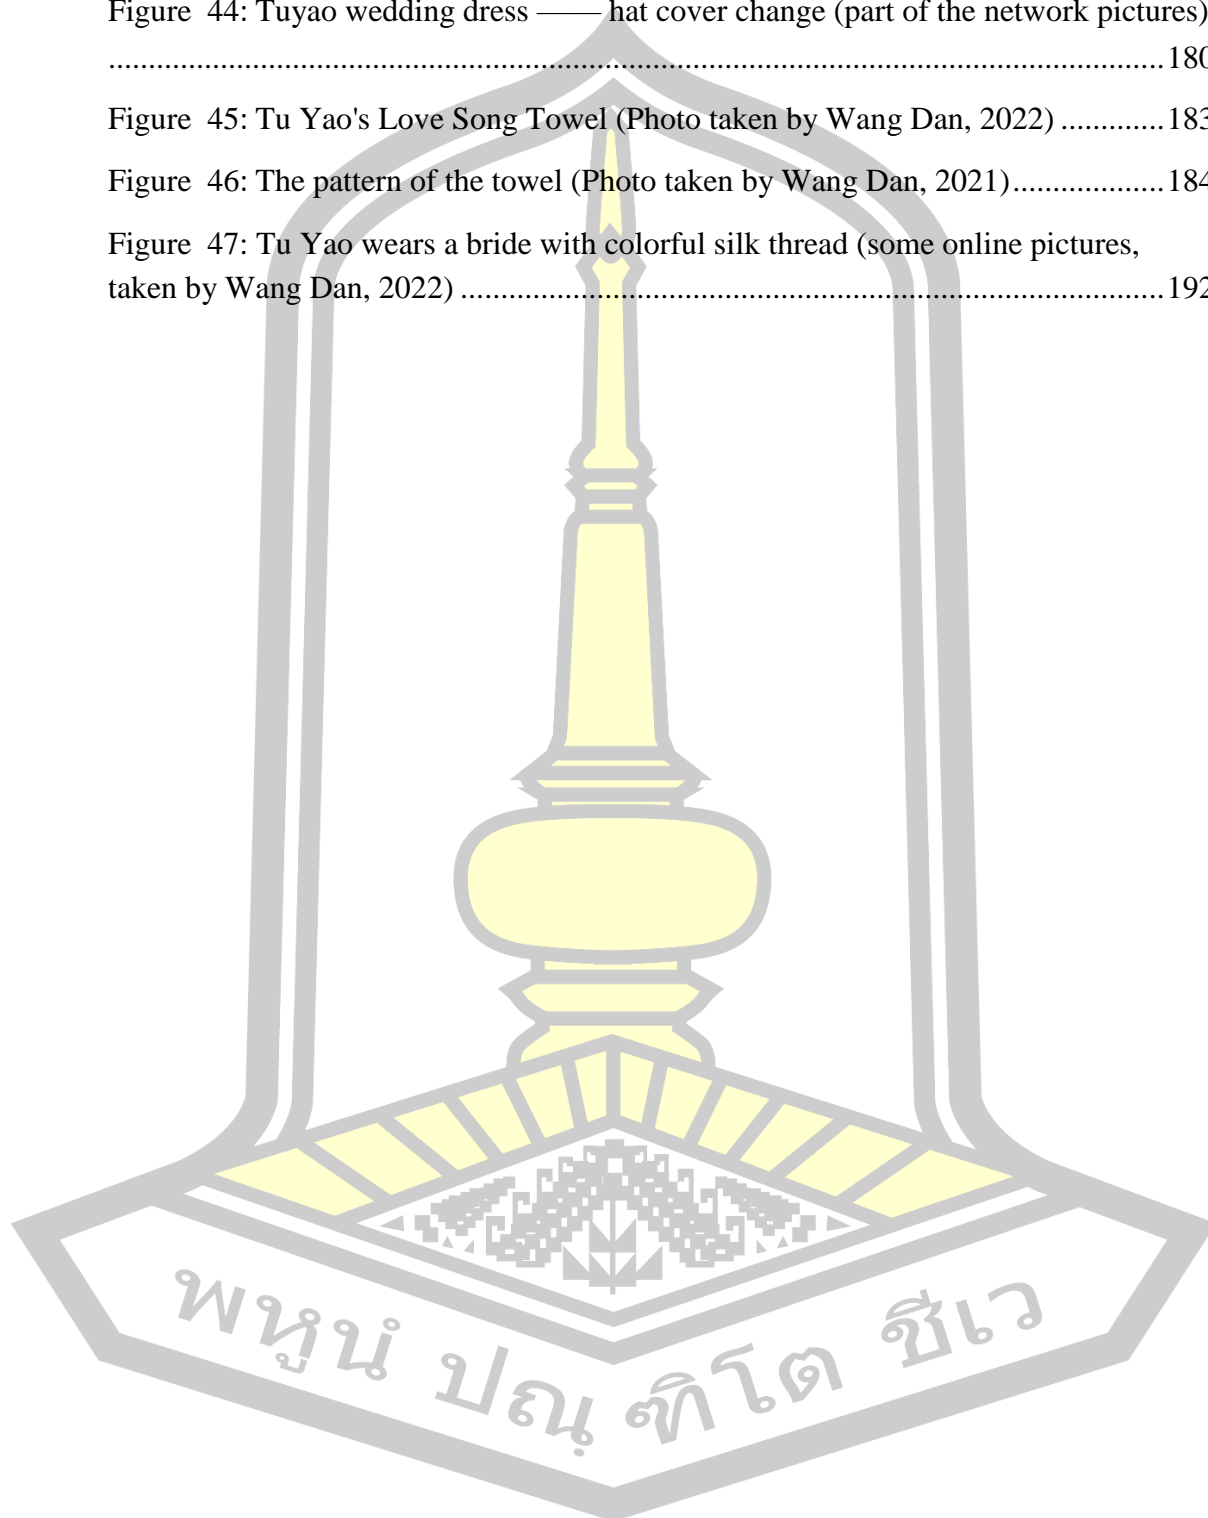 Figure 44: Tuyao wedding dress —— hat cover change (part of the network pictures)
....................................................................................................................................180
Figure 45: Tu Yao's Love Song Towel (Photo taken by Wang Dan, 2022) .............183
Figure 46: The pattern of the towel (Photo taken by Wang Dan, 2021)...................184
Figure 47: Tu Yao wears a bride with colorful silk thread (some online pictures,
taken by Wang Dan, 2022) ........................................................................................192
พหูนํ ปณฺฑิโต ชีเว